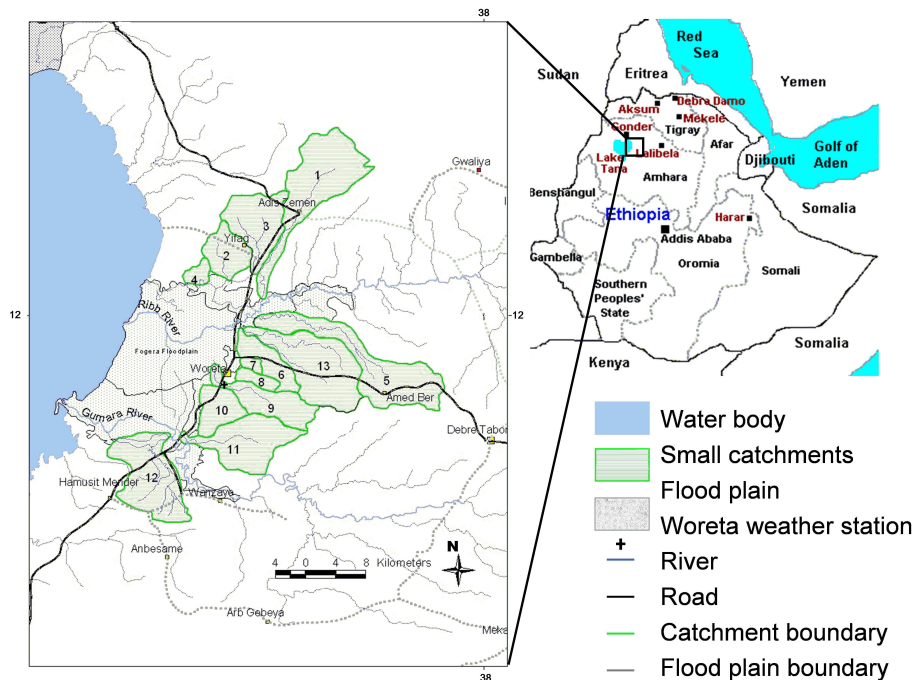 38
Gwaliya
1
Adis Zemen
3
Yifag
2
4
12
12
Ribb River
Fogera Floodplain
Woreta
7
8
6
13
5
Amed Ber
10
9
Gumara River
11
Debre Tabor
Hamusit Mender
12
Wanzaye
Anbesame
4 0 4 8 Kilometers
N
Arb Gebeya
Meka
38
Red
Sea
Sudan
Eritrea
Yemen
Aksum
Debra Damo
Mekele
Gonder
Tigray
Afar
Golf of
Aden
Lalibela
Djibouti
Lake
Tana
Amhara
Benshangul
Ethiopia
Harar
Somalia
Addis Ababa
Gambella
Oromia
Somali
Southern
Peoples'
State
Somalia
Kenya
Water body
Small catchments
Flood plain
Woreta weather station
River
Road
Catchment boundary
Flood plain boundary